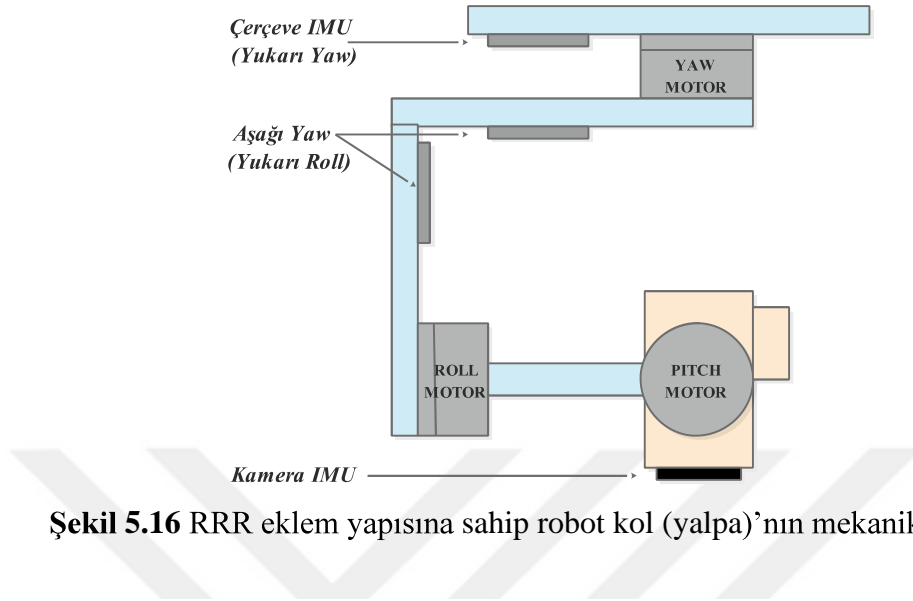 Çerçeve IMU
(Yukarı Yaw)
YAW
MOTOR
Aşağı Yaw
(Yukarı Roll)
ROLL
MOTOR
PITCH
MOTOR
Kamera IMU
Şekil 5.16 RRR eklem yapısına sahip robot kol (yalpa)’nın mekanik